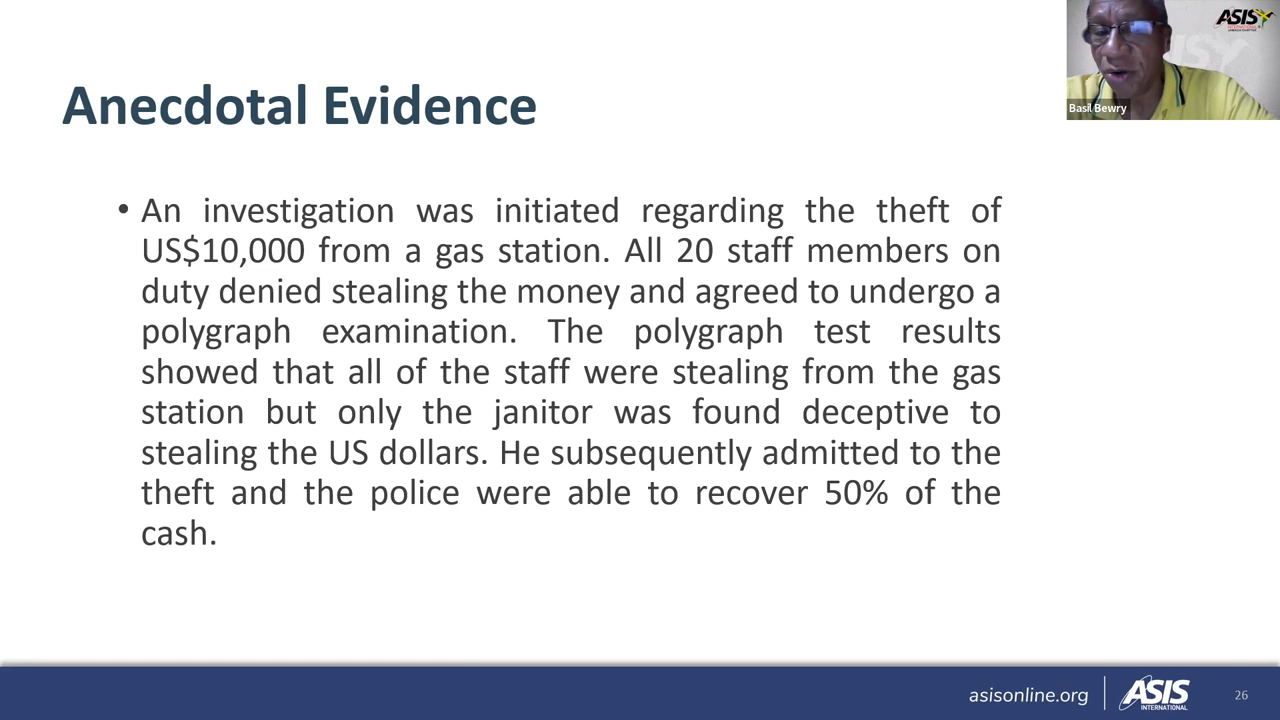 ASIS
INTERNATIONAL
Basil Bewry
Anecdotal Evidence
• An investigation was initiated regarding the theft of
US$10,000 from a gas station. All 20 staff members on
duty denied stealing the money and agreed to undergo a
polygraph examination. The polygraph test results
showed that all of the staff were stealing from the gas
station but only the janitor was found deceptive to
stealing the US dollars. He subsequently admitted to the
theft and the police were able to recover 50% of the
cash.
asisonline.org
ASIS
INTERNATIONAL
26